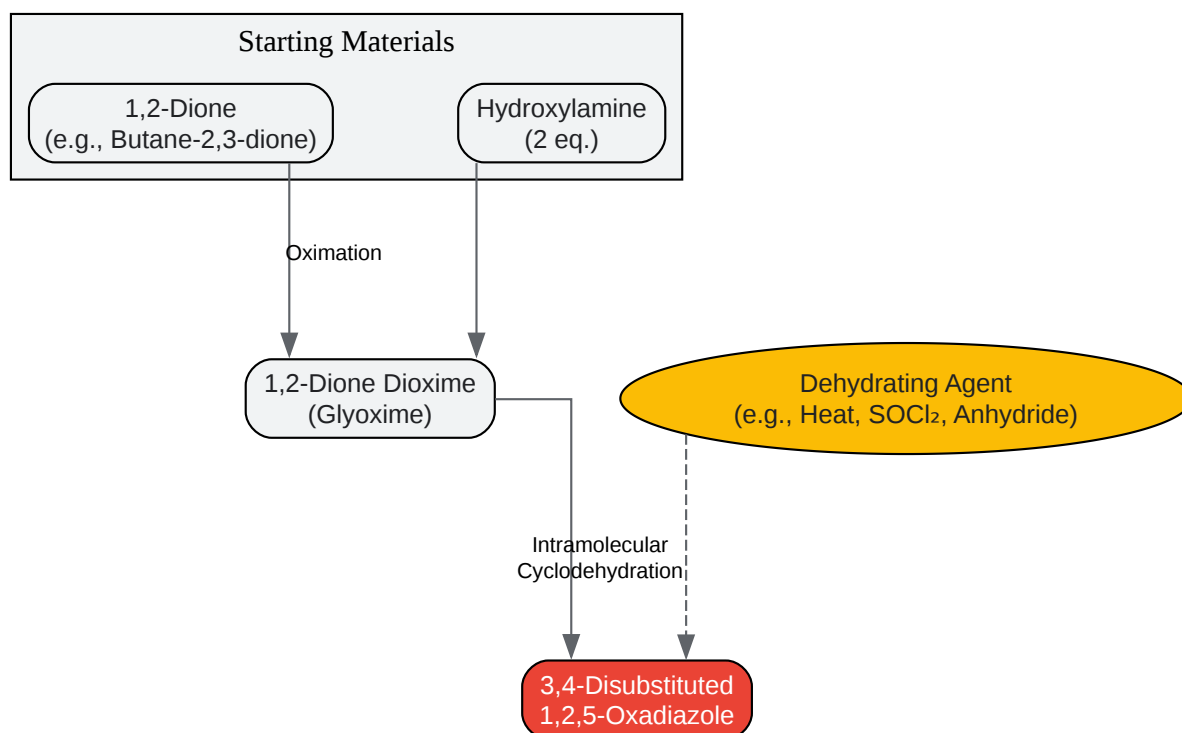 Starting Materials
1,2-Dione
(e.g., Butane-2,3-dione)
Hydroxylamine
(2 eq.)
Oximation
1,2-Dione Dioxime
(Glyoxime)
Dehydrating Agent
(e.g., Heat, SOCl₂, Anhydride)
Intramolecular
Cyclodehydration
3,4-Disubstituted
1,2,5-Oxadiazole